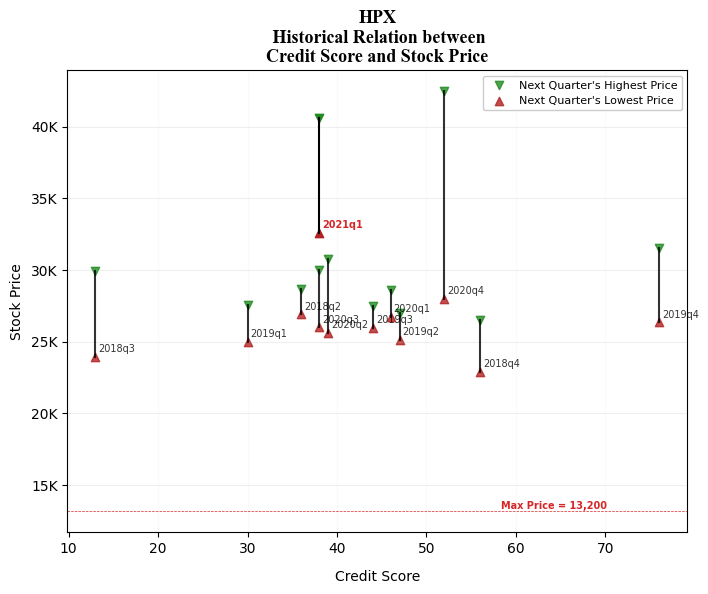 HPX
Historical Relation between
Credit Score and Stock Price
Next Quarter's Highest Price
Next Quarter's Lowest Price
Stock Price
40K
35K
30K
25K
20K
15K
2018q3
2019q1
2018q2
2021q1
2020q3
2020q2
2019q3
2020q1
2019q2
2020q4
2018q4
2019q4
Max Price = 13,200
10
20
30
40
50
60
70
Credit Score